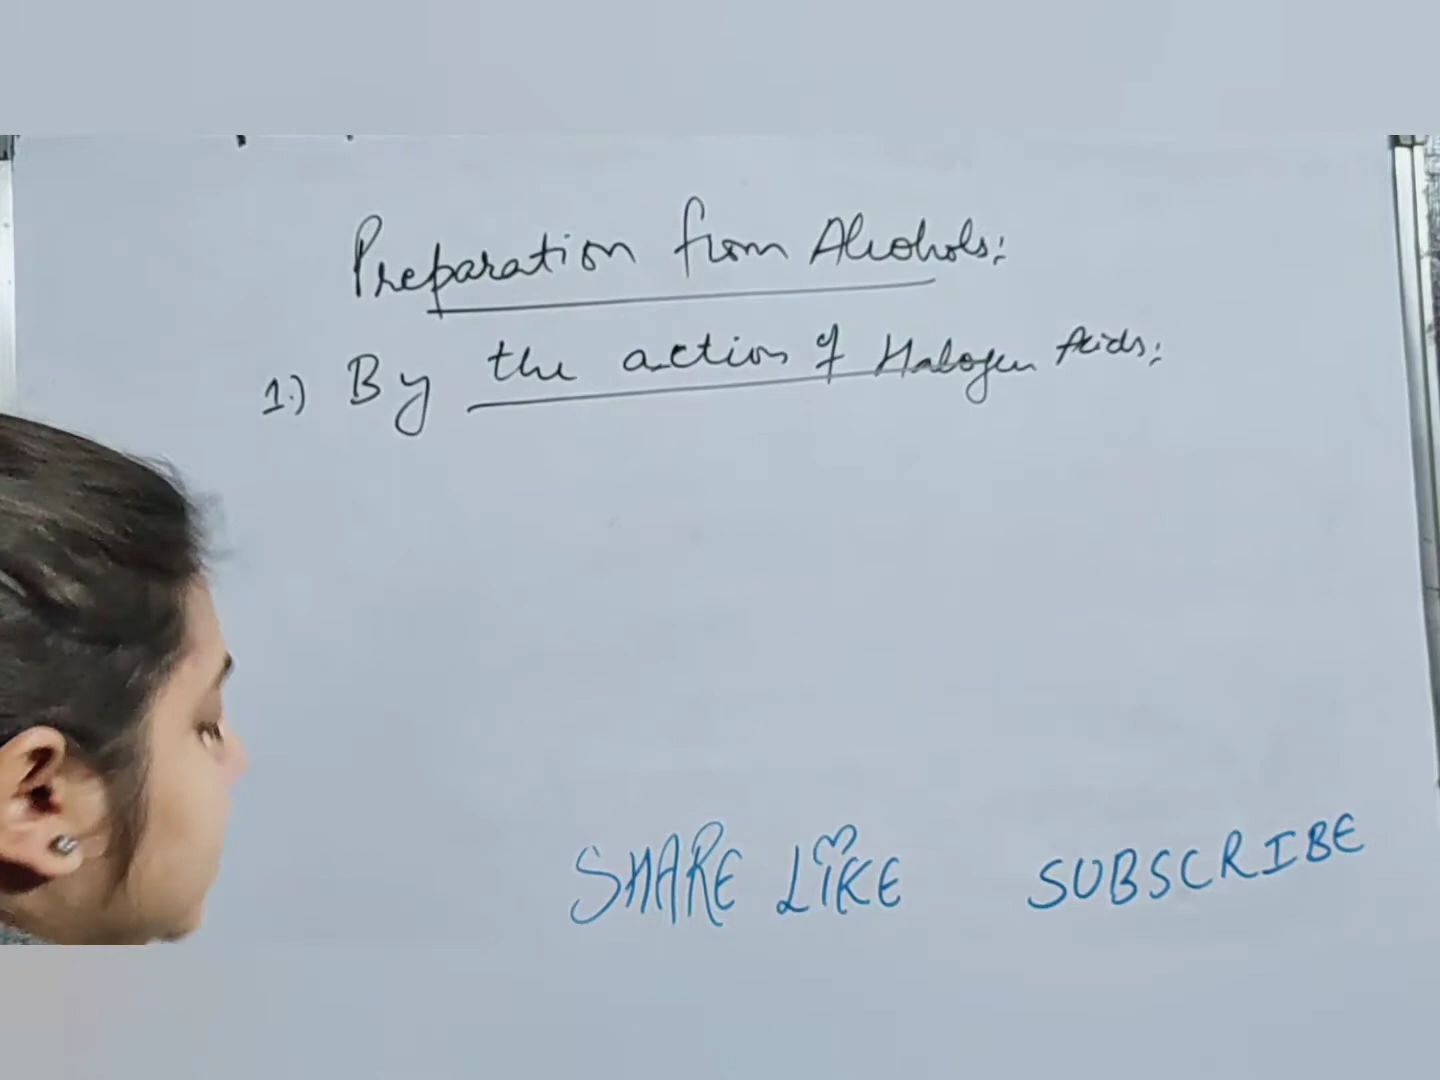 Preparation from Alcohols:
1.) By the action of Halogen Acids:
SHARE LIKE SUBSCRIBE